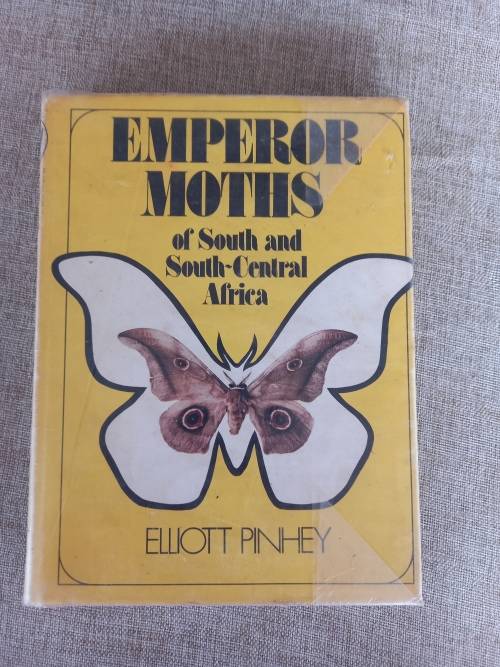 EMPEROR
MOTHS
of South and
South-Central
Africa
ELLIOTT PINHEY